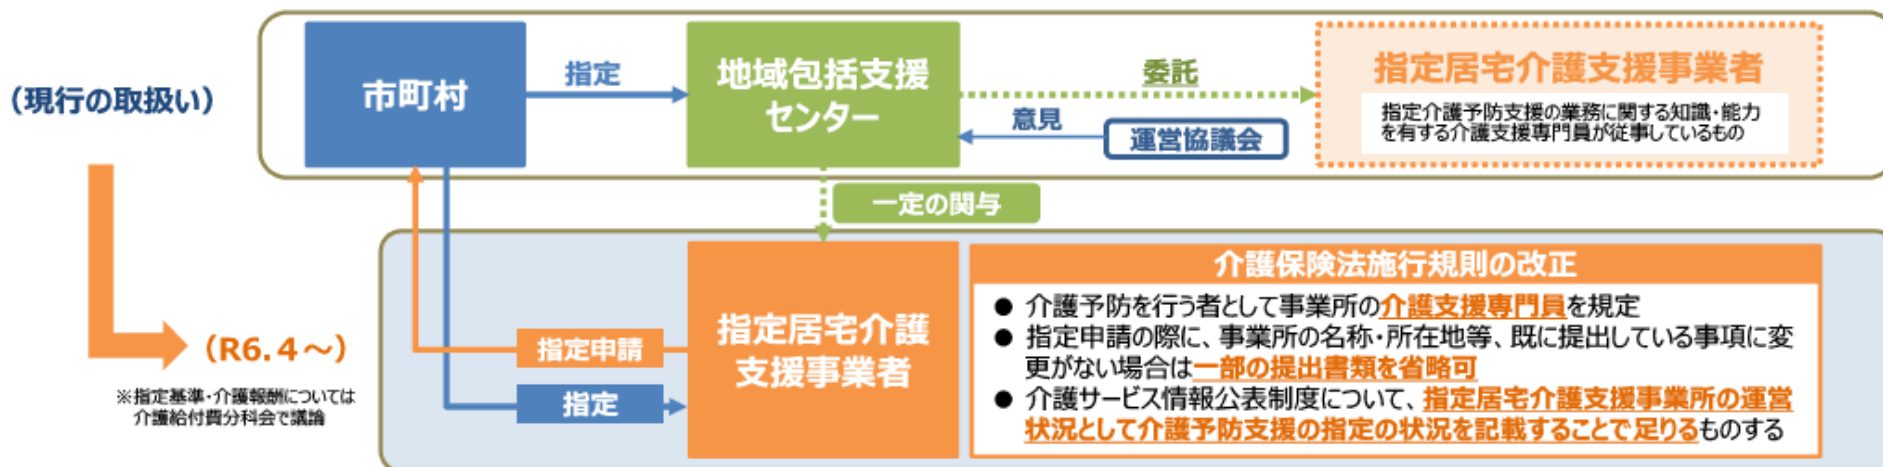 （現行の取扱い）
市町村
指定
地域包括支援
センター
委託
意見
運営協議会
指定居宅介護支援事業者
指定介護予防支援の業務に関する知識・能力
を有する介護支援専門員が従事しているもの
一定の関与
（R6.４～）
※指定基準・介護報酬については
介護給付費分科会で議論
指定申請
指定
指定居宅介護
支援事業者
介護保険法施行規則の改正
● 介護予防を行う者として事業所の介護支援専門員を規定
● 指定申請の際に、事業所の名称・所在地等、既に提出している事項に変
更がない場合は一部の提出書類を省略可
● 介護サービス情報公表制度について、指定居宅介護支援事業所の運営
状況として介護予防支援の指定の状況を記載することで足りるものする